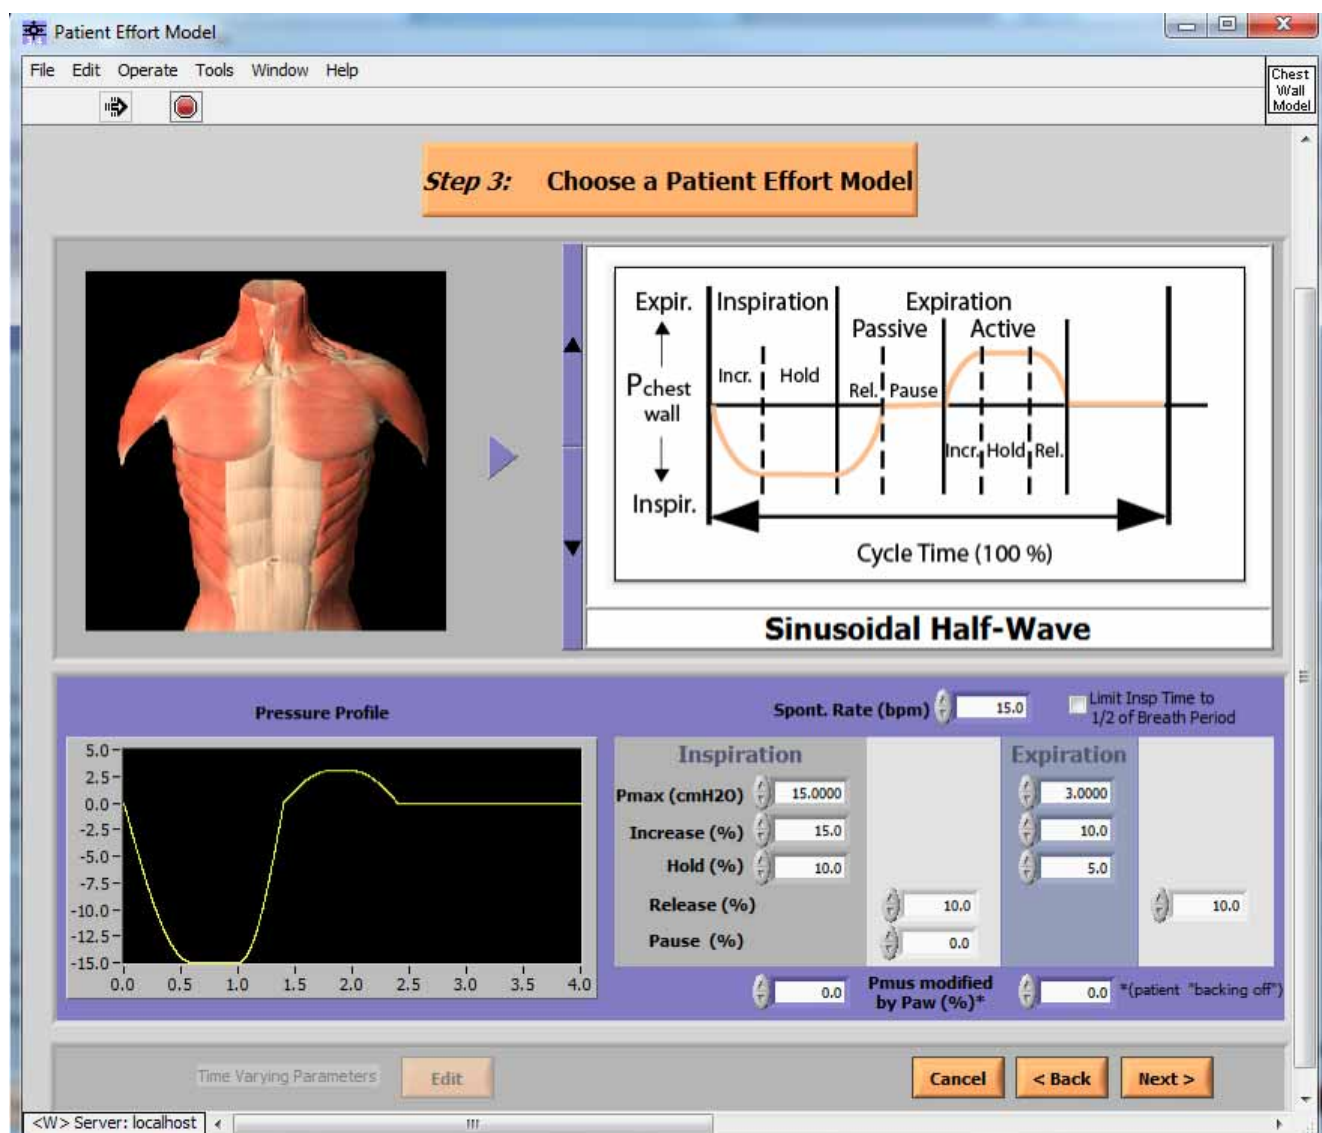 Patient Effort Model
File Edit Operate Tools Window Help
Chest
Wall
Model
Step 3: Choose a Patient Effort Model
Expir.
Inspiration
Expiration
Passive
Active
Incr.
Hold
Rel.
Pause
Pchest
wall
Incr.
Hold
Rel.
Inspir.
Cycle Time (100 %)
Sinusoidal Half-Wave
Pressure Profile
Spont. Rate (bpm) 15.0
Limit Insp Time to
1/2 of Breath Period
5.0
2.5
0.0
-2.5
-5.0
-7.5
-10.0
-12.5
-15.0
0.0 0.5 1.0 1.5 2.0 2.5 3.0 3.5 4.0
Inspiration Expiration
Pmax (cmH2O) 15.0000 3.0000
Increase (%) 15.0 10.0
Hold (%) 10.0 5.0
Release (%) 10.0 10.0
Pause (%) 0.0
0.0 Pmus modified
by Paw (%)* 0.0 *(patient "backing off")
Time Varying Parameters Edit
Cancel < Back Next >
<W> Server: localhost